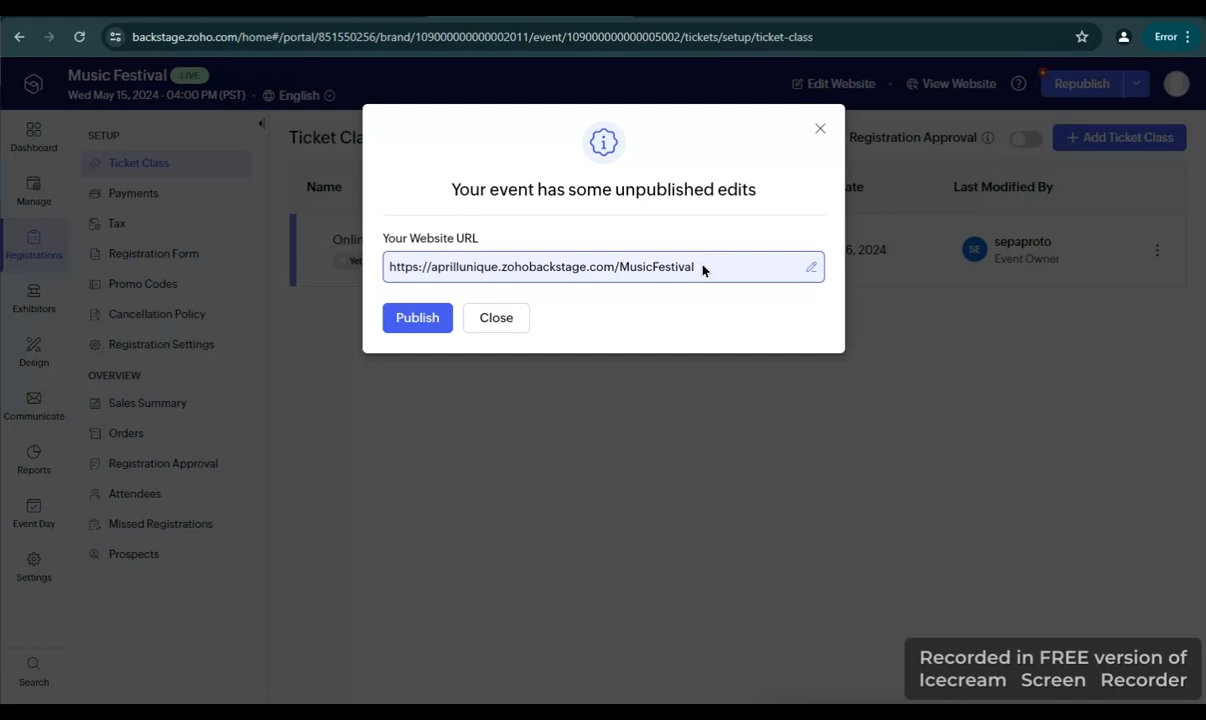 backstage.zoho.com/home#/portal/851550256/brand/109000000000002011/event/109000000000005002/tickets/setup/ticket-class
Error
Music Festival LIVE
Wed May 15, 2024 - 04:00 PM (PST) • English
Edit Website
View Website
Republish
Dashboard
Manage
Registrations
Exhibitors
Design
Communicate
Reports
Event Day
Settings
Search
SETUP
Ticket Class
Payments
Tax
Registration Form
Promo Codes
Cancellation Policy
Registration Settings
OVERVIEW
Sales Summary
Orders
Registration Approval
Attendees
Missed Registrations
Prospects
Ticket Cla
Registration Approval
+ Add Ticket Class
Name
ate
Last Modified By
Onlin
Yet
6, 2024
SE
sepaproto
Event Owner
Your event has some unpublished edits
Your Website URL
https://aprillunique.zohobackstage.com/MusicFestival
Publish
Close
Recorded in FREE version of
Icecream Screen Recorder